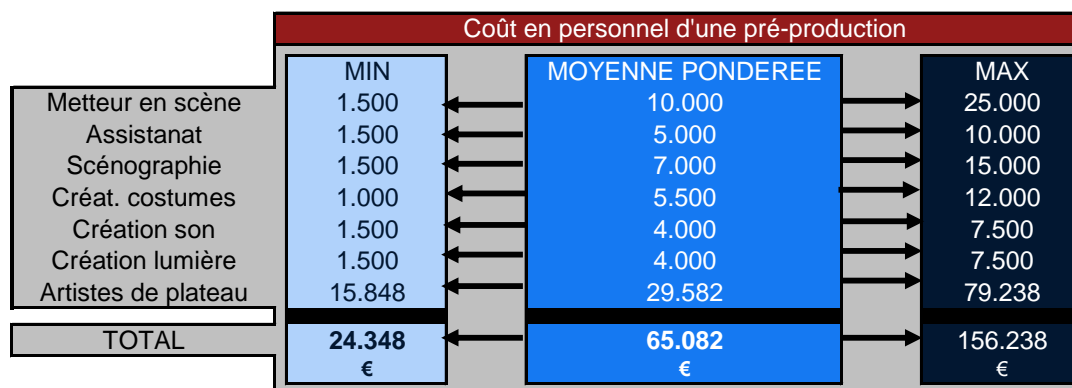 Coût en personnel d'une pré-production
MIN MOYENNE PONDEREE MAX
Metteur en scène 1.500 10.000 25.000
Assistanat 1.500 5.000 10.000
Scénographie 1.500 7.000 15.000
Créat. costumes 1.000 5.500 12.000
Création son 1.500 4.000 7.500
Création lumière 1.500 4.000 7.500
Artistes de plateau 15.848 29.582 79.238
TOTAL 24.348 65.082 156.238
€ € €